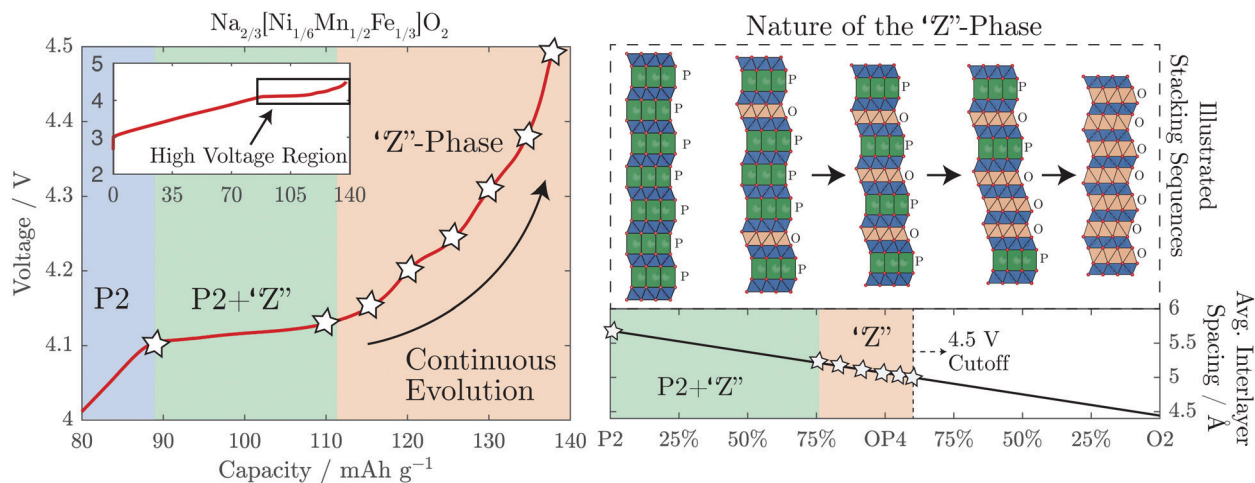 Na2/3[Ni1/6Mn1/2Fe1/3]O2
Voltage / V
4.5
4.4
4.3
4.2
4.1
4
5
4
3
2
0
35
70
105
140
High Voltage Region
P2
P2+‘Z”
‘Z”-Phase
Continuous
Evolution
80
90
100
110
120
130
140
Capacity / mAh g−1
Nature of the ‘Z”-Phase
P
P
P
P
P
P
P
O
P
P
O
P
P
O
P
O
P
O
P
P
O
P
O
O
O
P
O
O
O
O
O
O
Illustrated
Stacking Sequences
P2+‘Z”
‘Z”
4.5 V
Cutoff
6
5.5
5
4.5
Avg. Interlayer
Spacing / Å
P2
25%
50%
75%
OP4
75%
50%
25%
O2